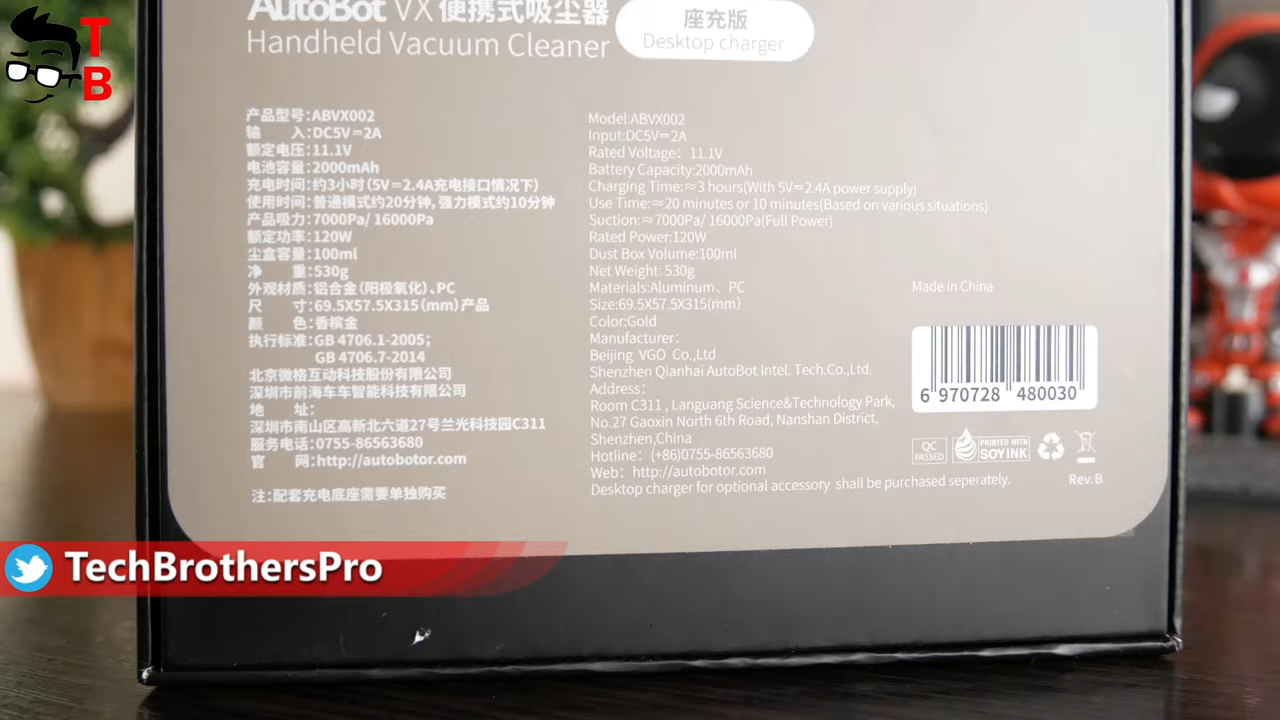 TB
AUTOBOT VX 便携式吸尘器
Handheld Vacuum Cleaner
座充版
Desktop charger
产品型号:ABVX002
输 入:DC5V=2A
额定电压:11.1V
电池容量:2000mAh
充电时间:约3小时(5V=2.4A充电接口情况下)
使用时间:普通模式约20分钟,强力模式约10分钟
产品吸力:7000Pa/ 16000Pa
额定功率:120W
尘盒容量:100ml
净 重:530g
外观材质:铝合金(阳极氧化)、PC
尺 寸:69.5X57.5X315(mm)产品
颜 色:香槟金
执行标准:GB 4706.1-2005;
GB 4706.7-2014
北京微格互动科技股份有限公司
深圳市前海车车智能科技有限公司
地 址:
深圳市南山区高新北六道27号兰光科技园C311
服务电话:0755-86563680
官 网:http://autobotor.com
注:配套充电底座需要单独购买
Model:ABVX002
Input:DC5V=2A
Rated Voltage: 11.1V
Battery Capacity:2000mAh
Charging Time:≈3 hours(With 5V=2.4A power supply)
Use Time:≈20 minutes or 10 minutes(Based on various situations)
Suction:≈7000Pa/ 16000Pa(Full Power)
Rated Power:120W
Dust Box Volume:100ml
Net Weight: 530g
Materials:Aluminum、PC
Size:69.5X57.5X315(mm)
Color:Gold
Manufacturer:
Beijing VGO Co.,Ltd
Shenzhen Qianhai AutoBot Intel. Tech.Co.,Ltd.
Address:
Room C311 , Languang Science&Technology Park,
No.27 Gaoxin North 6th Road, Nanshan District,
Shenzhen,China
Hotline: (+86)0755-86563680
Web: http://autobotor.com
Desktop charger for optional accessory shall be purchased seperately.
Made in China
6 970728 480030
QC PASSED
PRINTED WITH
SOY INK
Rev.B
TechBrothersPro